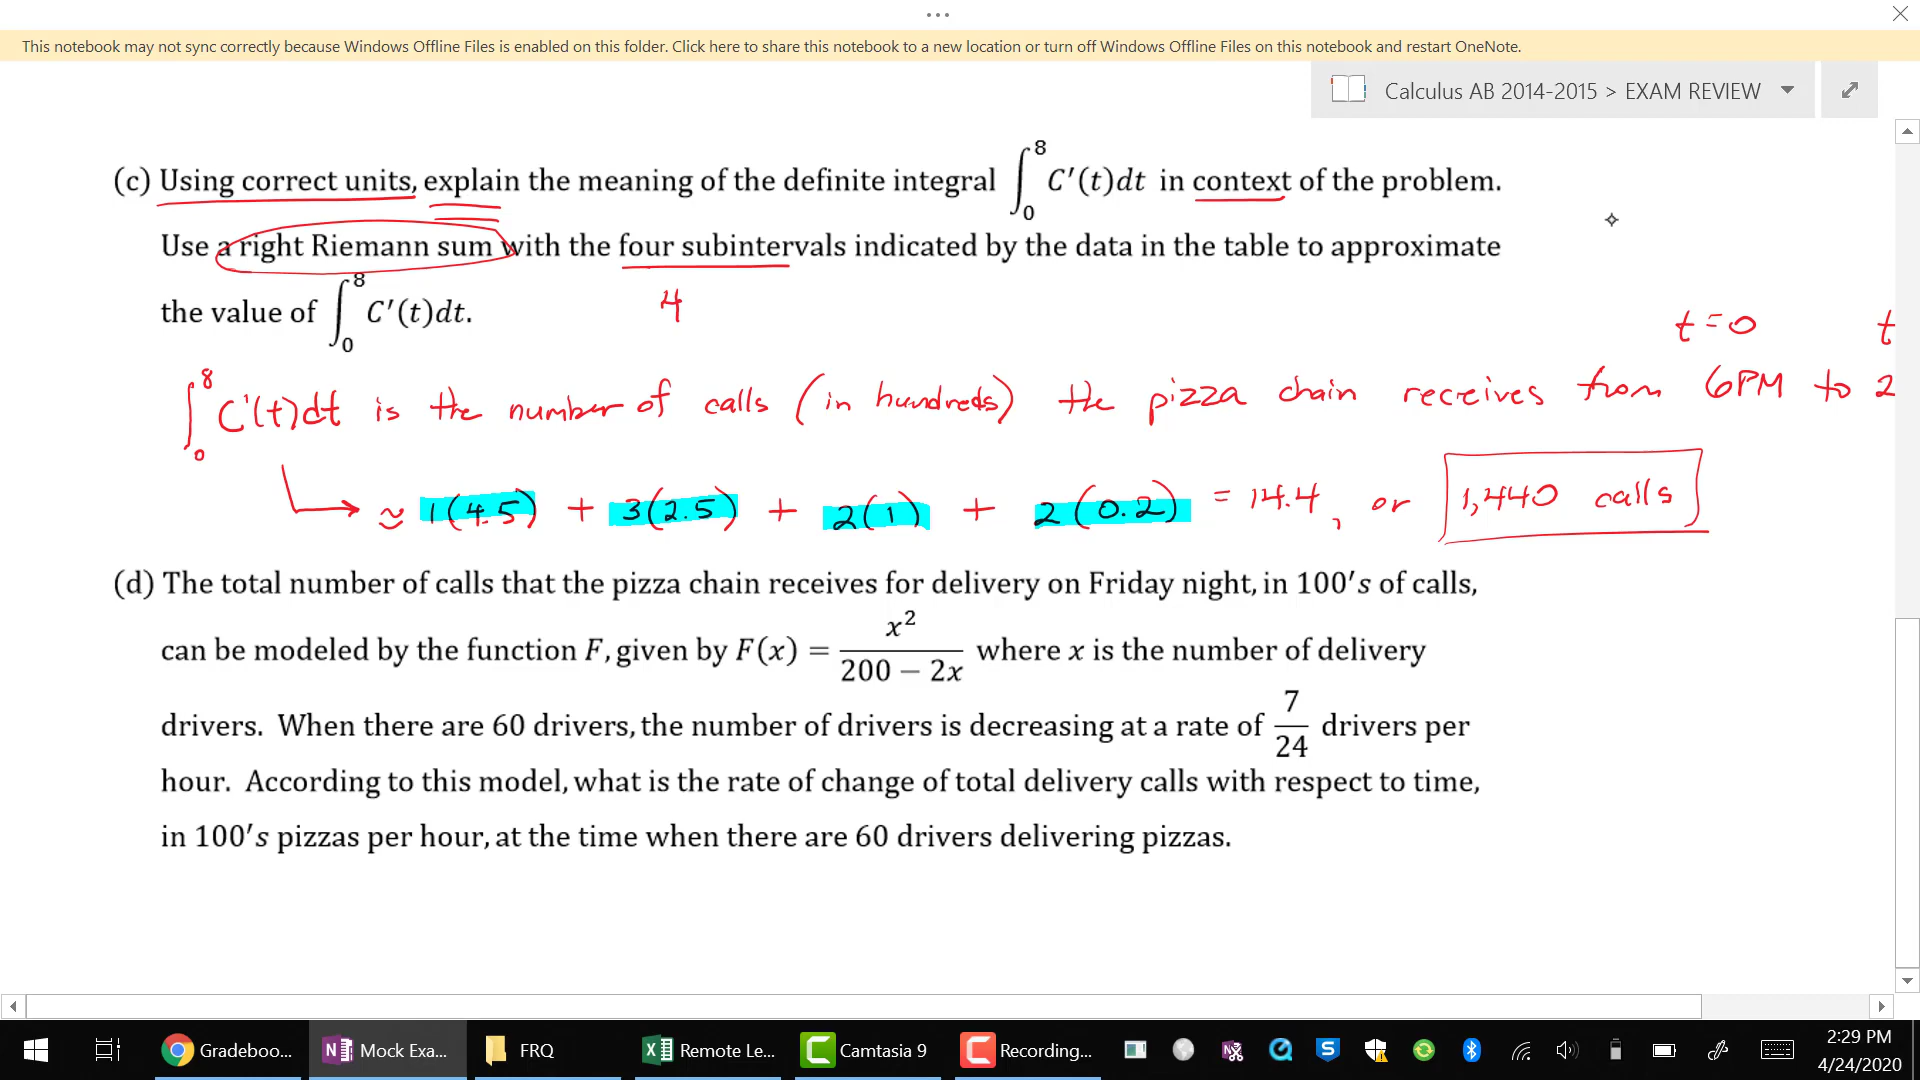 This notebook may not sync correctly because Windows Offline Files is enabled on this folder. Click here to share this notebook to a new location or turn off Windows Offline Files on this notebook and restart OneNote.
Calculus AB 2014-2015 > EXAM REVIEW
(c) Using correct units, explain the meaning of the definite integral ∫₀⁸ C′(t)dt in context of the problem.
Use a right Riemann sum with the four subintervals indicated by the data in the table to approximate
the value of ∫₀⁸ C′(t)dt.
4
t=0 t
∫₀⁸ C'(t)dt is the number of calls (in hundreds) the pizza chain receives from 6PM to 2
≈ 1(4.5) + 3(2.5) + 2(1) + 2(0.2) = 14.4, or 1,440 calls
(d) The total number of calls that the pizza chain receives for delivery on Friday night, in 100′s of calls,
can be modeled by the function F, given by F(x) = x²/(200 − 2x) where x is the number of delivery
drivers. When there are 60 drivers, the number of drivers is decreasing at a rate of 7/24 drivers per
hour. According to this model, what is the rate of change of total delivery calls with respect to time,
in 100′s pizzas per hour, at the time when there are 60 drivers delivering pizzas.
Gradeboo... Mock Exa... FRQ Remote Le... Camtasia 9 Recording...
2:29 PM
4/24/2020